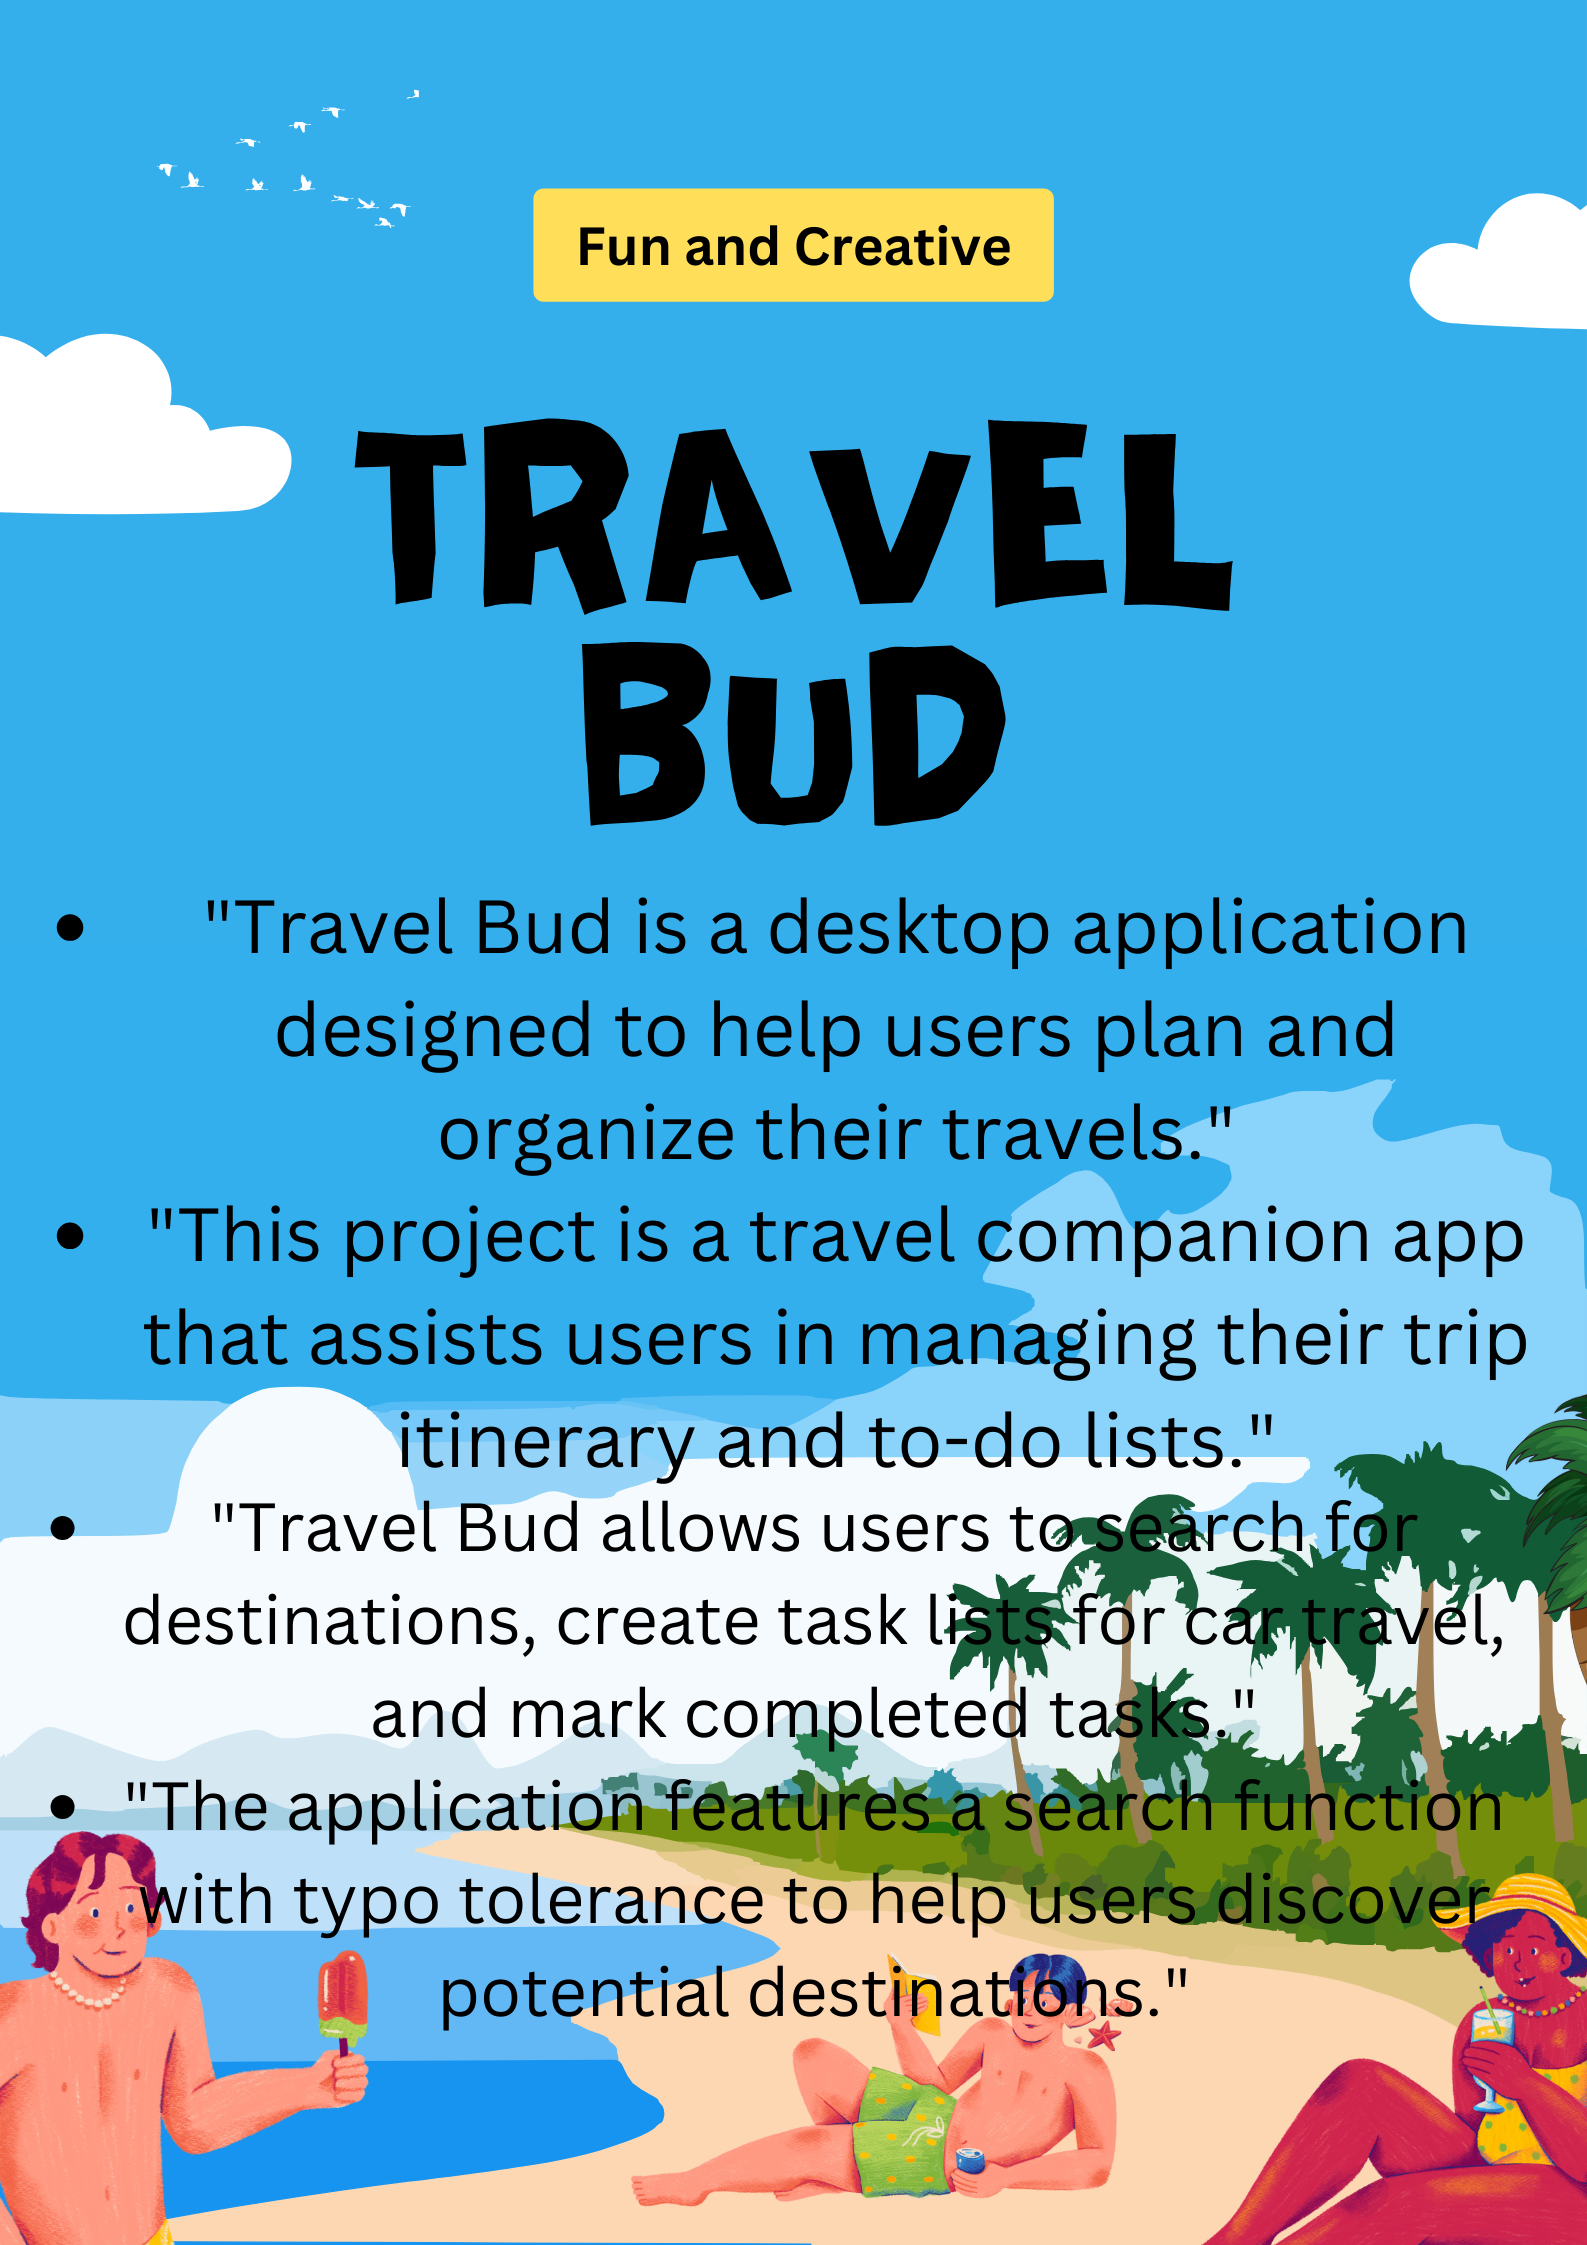 Fun and Creative
TRAVEL
BUD
• "Travel Bud is a desktop application
designed to help users plan and
organize their travels."
• "This project is a travel companion app
that assists users in managing their trip
itinerary and to-do lists."
• "Travel Bud allows users to search for
destinations, create task lists for car travel,
and mark completed tasks."
• "The application features a search function
with typo tolerance to help users discover
potential destinations."